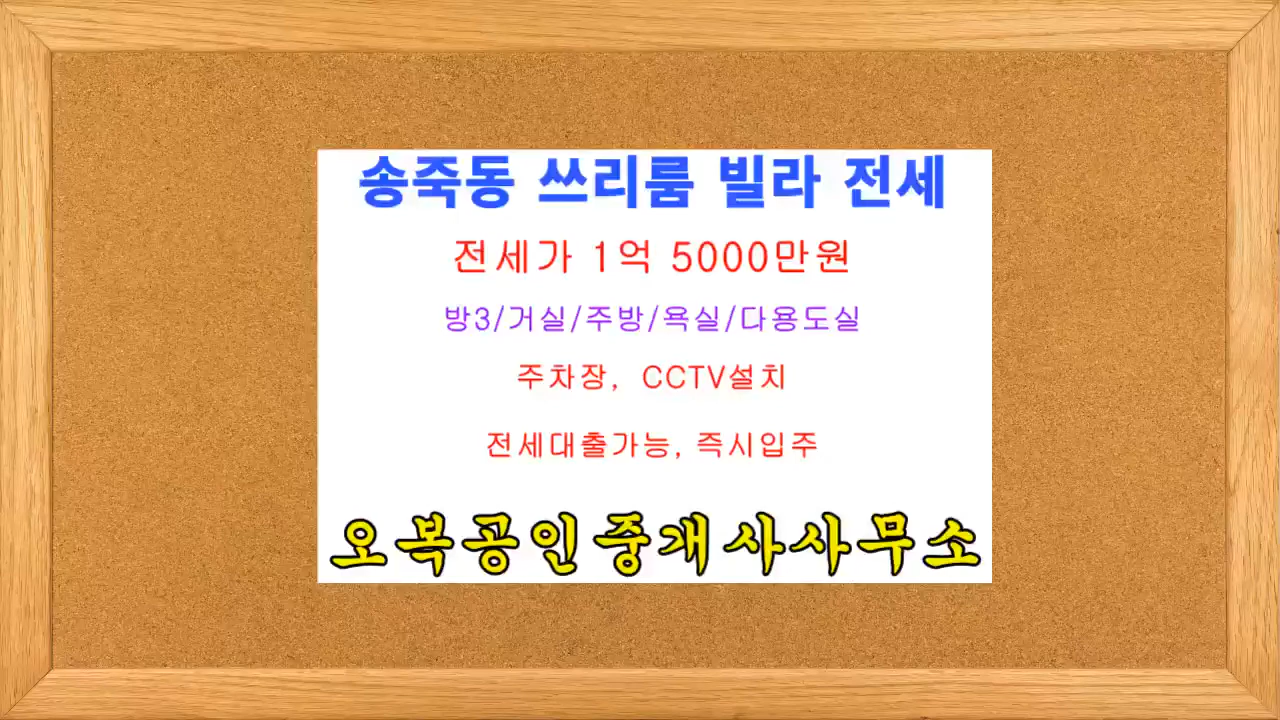 송죽동 쓰리룸 빌라 전세
전세가 1억 5000만원
방3/거실/주방/욕실/다용도실
주차장, CCTV설치
전세대출가능, 즉시입주
오복공인중개사사무소